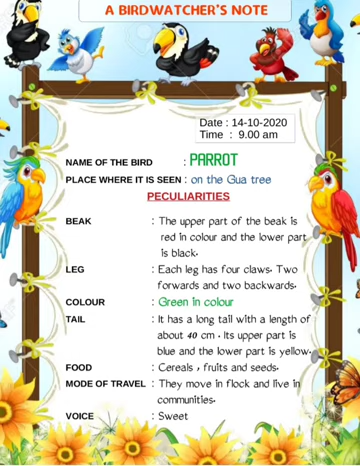 A BIRDWATCHER'S NOTE
Date : 14-10-2020
Time : 9.00 am
NAME OF THE BIRD : PARROT
PLACE WHERE IT IS SEEN : on the Gua tree
PECULIARITIES
BEAK : The upper part of the beak is
red in colour and the lower part
is black.
LEG : Each leg has four claws. Two
forwards and two backwards.
COLOUR : Green in colour
TAIL : It has a long tail with a length of
about 40 cm . Its upper part is
blue and the lower part is yellow.
FOOD : Cereals , fruits and seeds.
MODE OF TRAVEL : They move in flock and live in
communities.
VOICE : Sweet